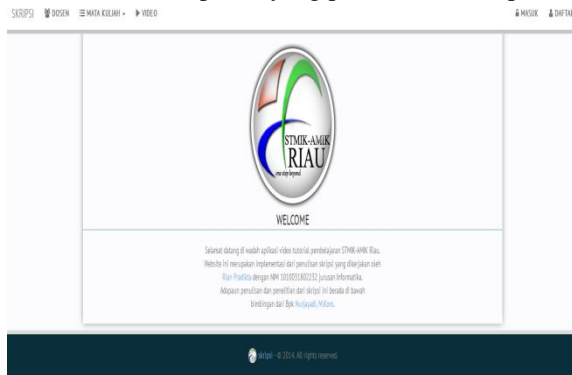 SKRIPSI DOSEN MATA KULIAH VIDEO MASUK DAFTAR
STMIK-AMIK
RIAU
one step beyond
WELCOME
Selamat datang di wadah aplikasi video tutorial pembelajaran STMIK-AMIK Riau.
Website ini merupakan implementasi dari penulisan skripsi yang dikerjakan oleh
Rian Pradikta dengan NIM 1010031802232 jurusan Informatika.
Adapaun penulisan dan penelitian dari skripsi ini berada di bawah
bimbingan dari Bpk Nurjayadi, M.Kom.
skripsi - © 2014. All rights reserved.